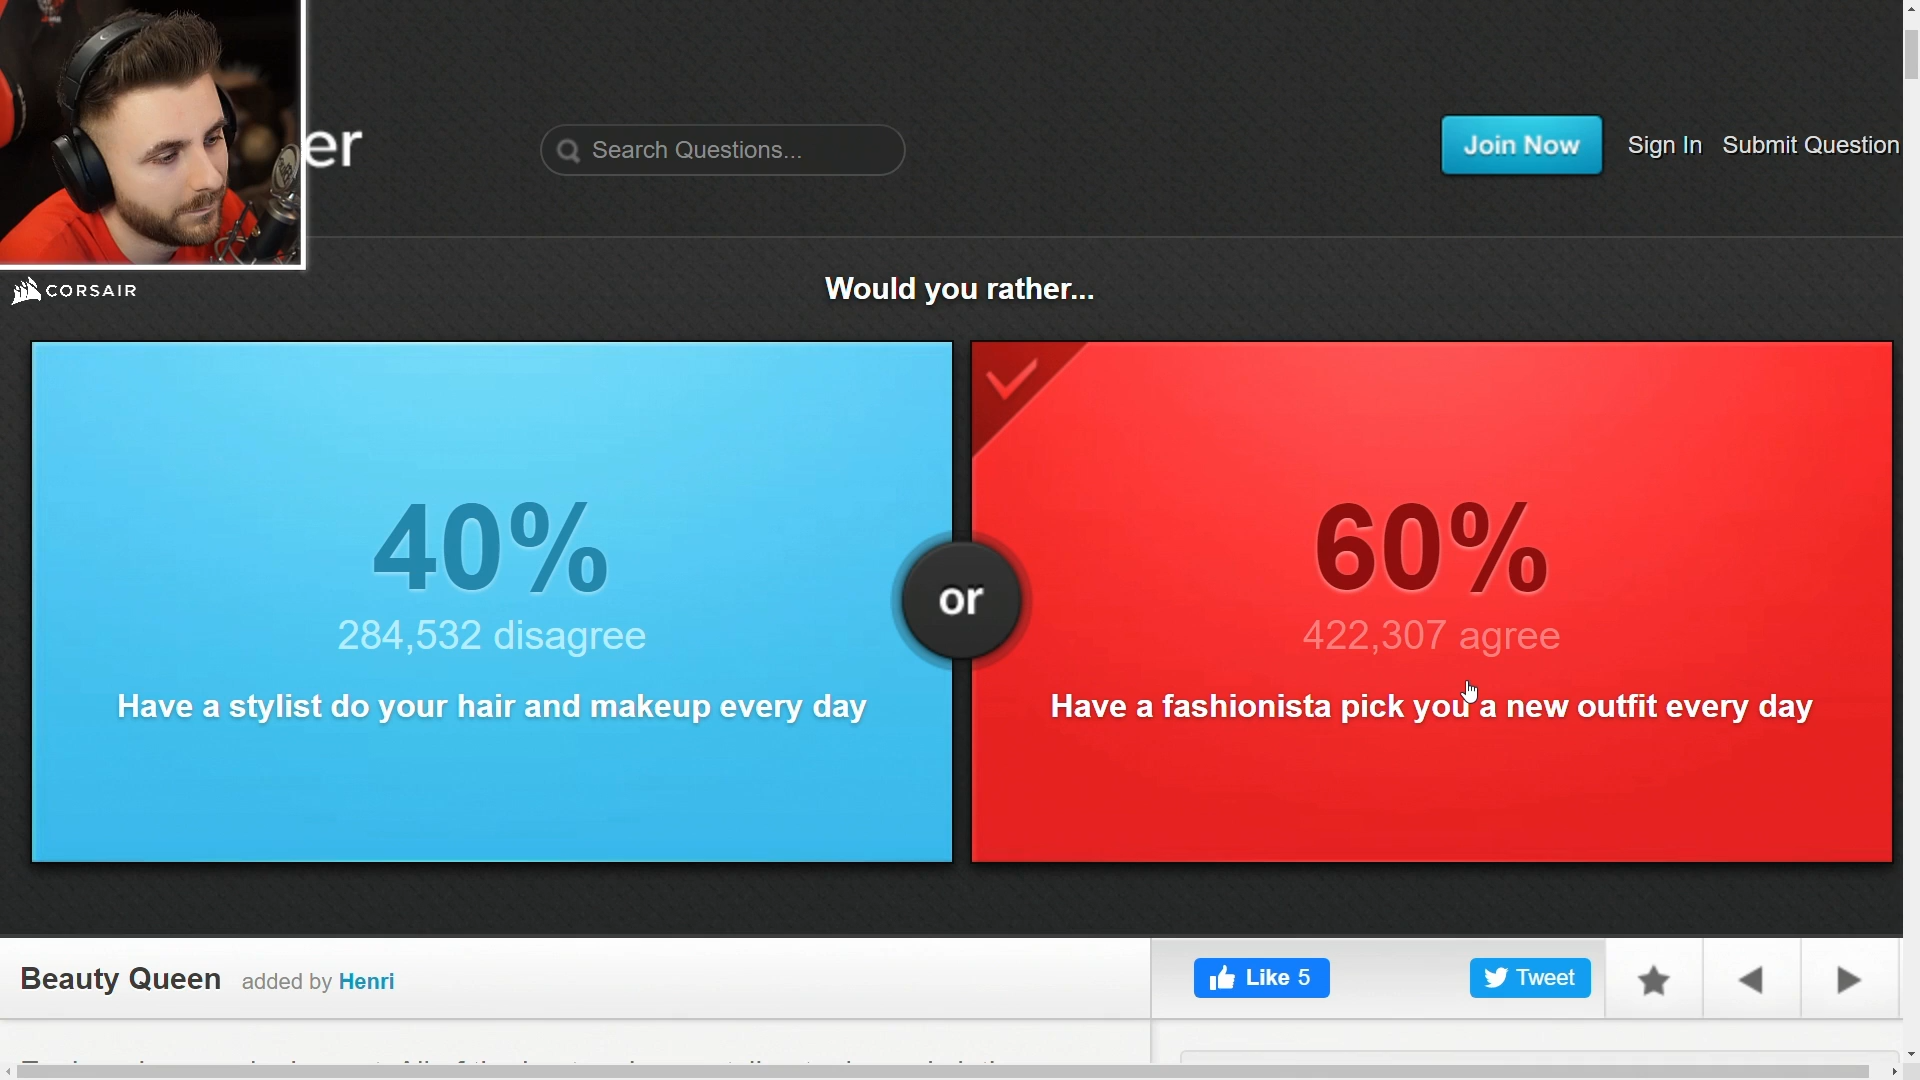 er
Search Questions...
Join Now
Sign In
Submit Question
CORSAIR
Would you rather...
40%
284,532 disagree
Have a stylist do your hair and makeup every day
or
60%
422,307 agree
Have a fashionista pick you a new outfit every day
Beauty Queen added by Henri
Like 5
Tweet